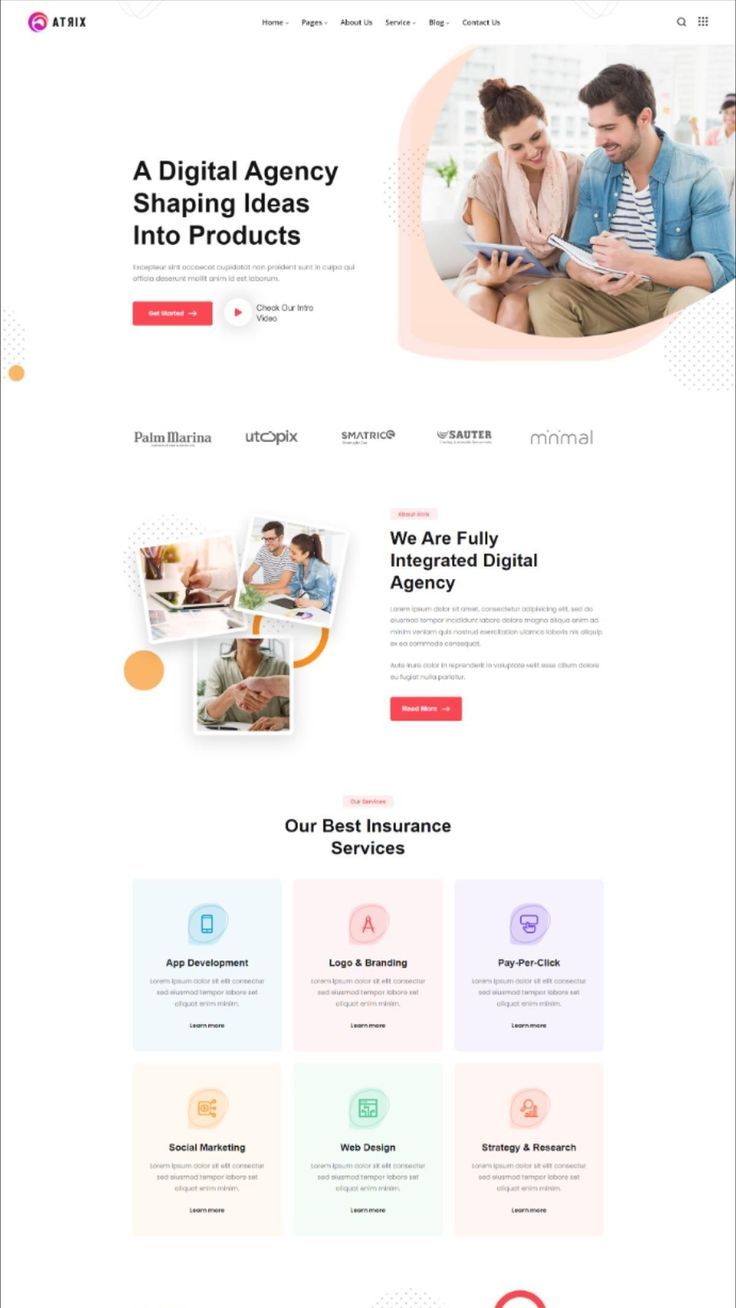 ATRIX
Home Pages About Us Service Blog Contact Us
A Digital Agency
Shaping Ideas
Into Products
Excepteur sint occaecat cupidatat non proident sunt in culpa qui
officia deserunt mollit anim id est laborum.
Get Started
Check Our Intro
Video
Palm Marina
utopix
SMATRIC
SAUTER
minimal
About Atrix
We Are Fully
Integrated Digital
Agency
Lorem ipsum dolor sit amet, consectetur adipisicing elit, sed do
eiusmod tempor incididunt labore dolore magna aliqua enim ad
minim veniam quis nostrud exercitation ulamco laboris nis aliquip
ex ea commodo consequat.
Aute irure dolor in reprenderit in voluptate velit esse cillum dolore
eu fugiat nulla pariatur.
Read More
Our Services
Our Best Insurance
Services
App Development
Lorem ipsum dolor sit elit consectur
sed eiusmod tempor labore set
aliquat enim minim.
Learn more
Logo & Branding
Lorem ipsum dolor sit elit consectur
sed eiusmod tempor labore set
aliquat enim minim.
Learn more
Pay-Per-Click
Lorem ipsum dolor sit elit consectur
sed eiusmod tempor labore set
aliquat enim minim.
Learn more
Social Marketing
Lorem ipsum dolor sit elit consectur
sed eiusmod tempor labore set
aliquat enim minim.
Learn more
Web Design
Lorem ipsum dolor sit elit consectur
sed eiusmod tempor labore set
aliquat enim minim.
Learn more
Strategy & Research
Lorem ipsum dolor sit elit consectur
sed eiusmod tempor labore set
aliquat enim minim.
Learn more